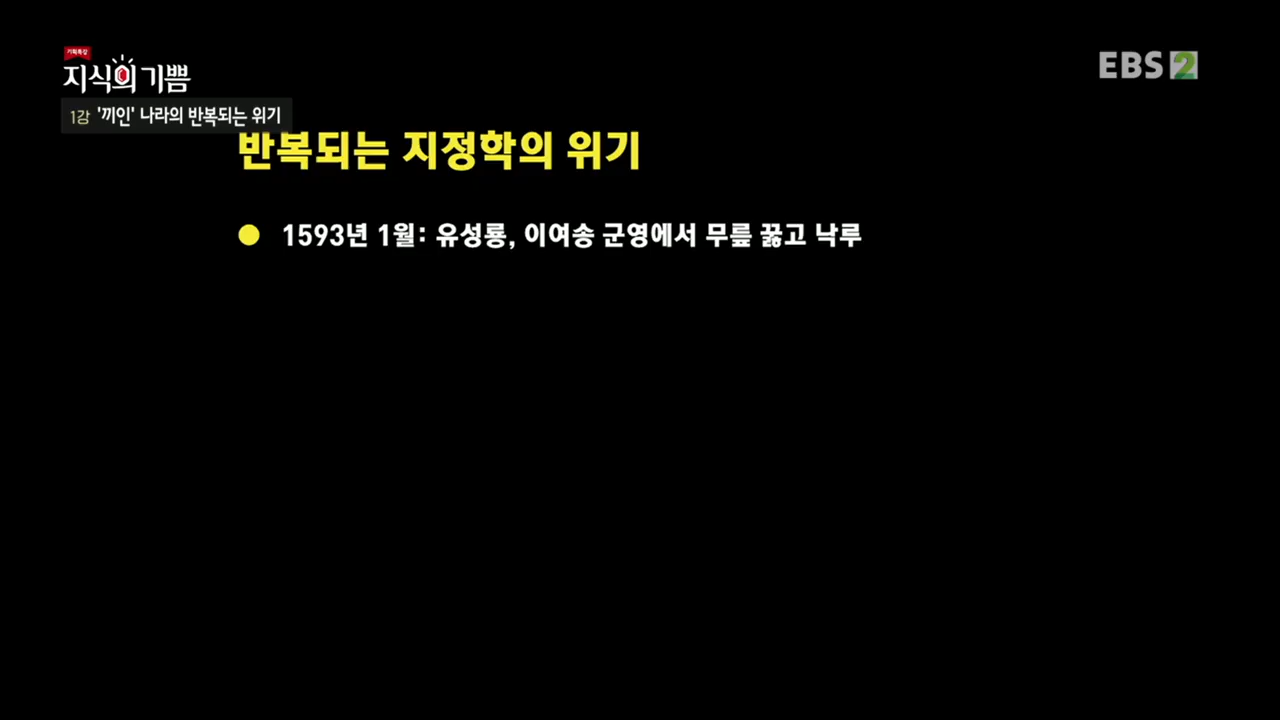 기획특강
지식의 기쁨
EBS 2
1강 '끼인' 나라의 반복되는 위기
반복되는 지정학의 위기
● 1593년 1월: 유성룡, 이여송 군영에서 무릎 꿇고 낙루